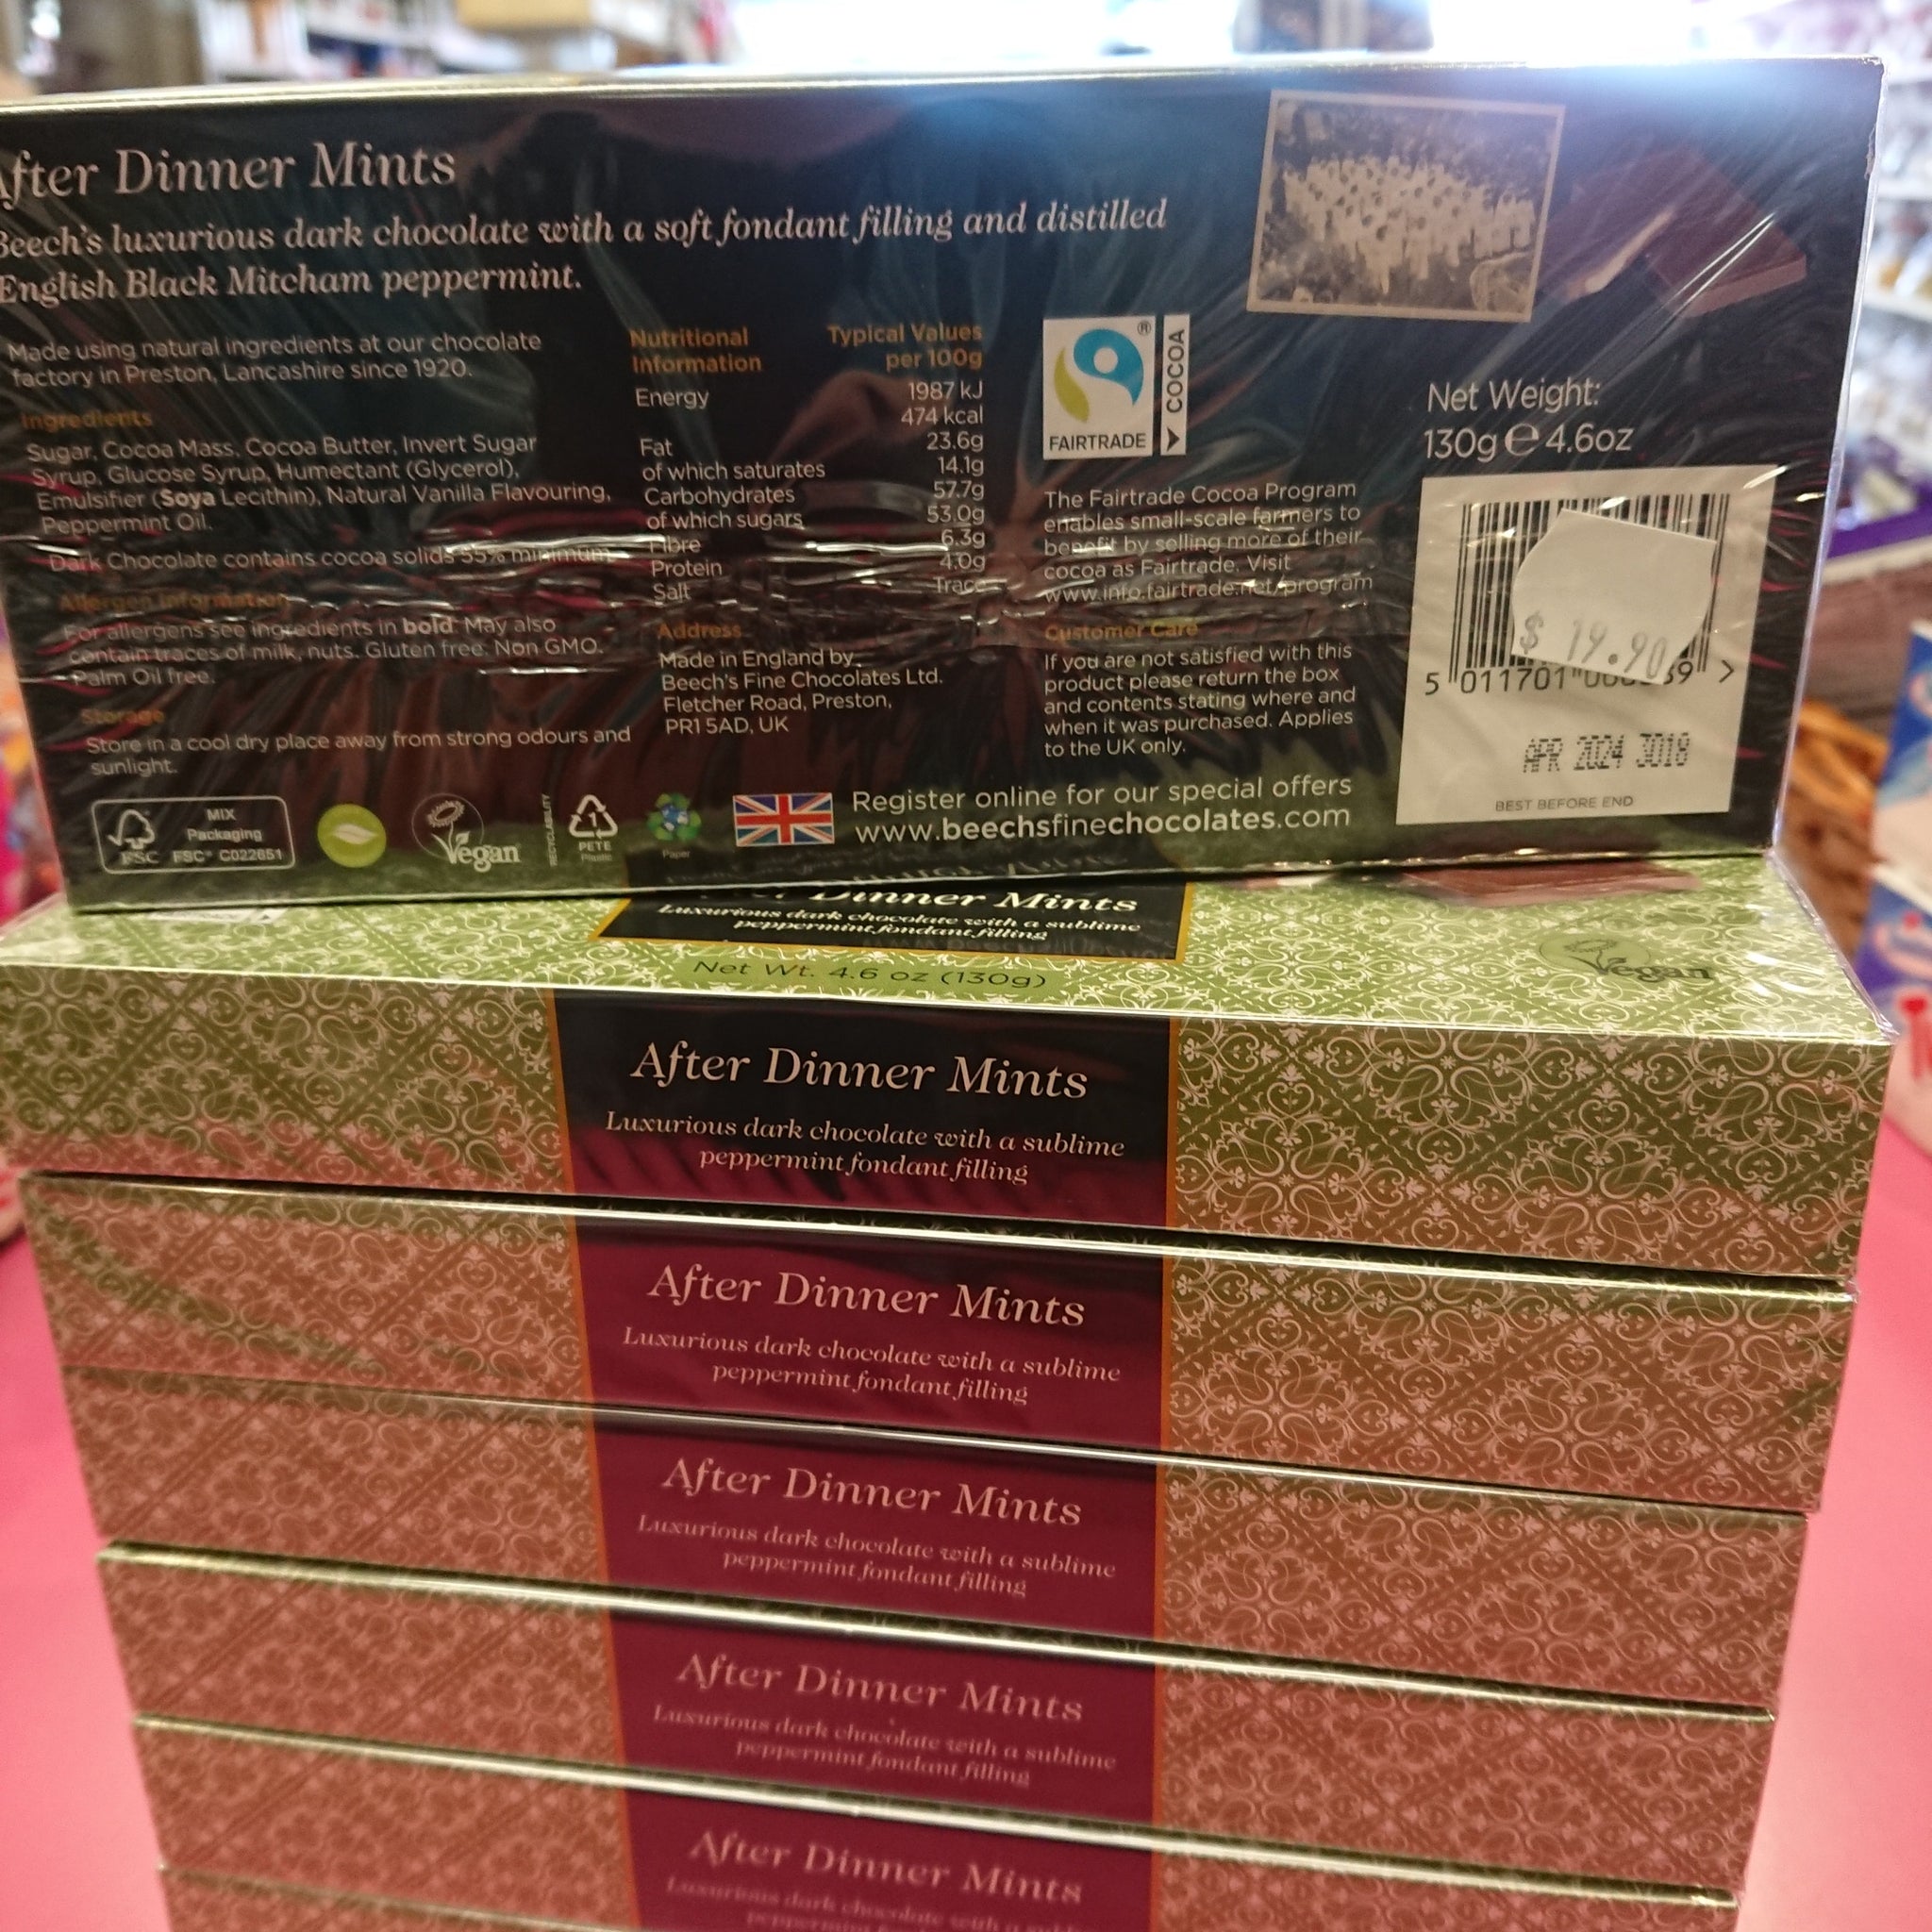 After Dinner Mints
Beech's luxurious dark chocolate with a soft fondant filling and distilled
English Black Mitcham peppermint.
Made using natural ingredients at our chocolate
factory in Preston, Lancashire since 1920.
Ingredients
Sugar, Cocoa Mass, Cocoa Butter, Invert Sugar
Syrup, Glucose Syrup, Humectant (Glycerol),
Emulsifier (Soya Lecithin), Natural Vanilla Flavouring,
Peppermint Oil.
Dark Chocolate contains cocoa solids 55% minimum.
Allergen Information
For allergens see ingredients in bold. May also
contain traces of milk, nuts. Gluten free. Non GMO.
Palm Oil free.
Storage
Store in a cool dry place away from strong odours and
sunlight.
Nutritional Typical Values
Information per 100g
Energy 1987 kJ
474 kcal
Fat 23.6g
of which saturates 14.1g
Carbohydrates 57.7g
of which sugars 53.0g
Fibre 6.3g
Protein 4.0g
Salt Trace
Address
Made in England by
Beech's Fine Chocolates Ltd.
Fletcher Road, Preston,
PR1 5AD, UK
®
FAIRTRADE
COCOA
The Fairtrade Cocoa Program
enables small-scale farmers to
benefit by selling more of their
cocoa as Fairtrade. Visit
www.info.fairtrade.net/program
Customer Care
If you are not satisfied with this
product please return the box
and contents stating where and
when it was purchased. Applies
to the UK only.
Net Weight:
130g e 4.6oz
$ 19.90
5 011701
APR 2024 3018
BEST BEFORE END
FSC
MIX
Packaging
FSC® C022651
Vegan
RECYCLABILITY
1
PETE
Plastic
Paper
Register online for our special offers
www.beechsfinechocolates.com
Dinner Mints
Luxurious dark chocolate with a sublime
peppermint fondant filling
Net Wt. 4.6 oz (130g)
Vegan
After Dinner Mints
Luxurious dark chocolate with a sublime
peppermint fondant filling
After Dinner Mints
Luxurious dark chocolate with a sublime
peppermint fondant filling
After Dinner Mints
Luxurious dark chocolate with a sublime
peppermint fondant filling
After Dinner Mints
Luxurious dark chocolate with a sublime
peppermint fondant filling
After Dinner Mints
Luxurious dark chocolate with a sublime